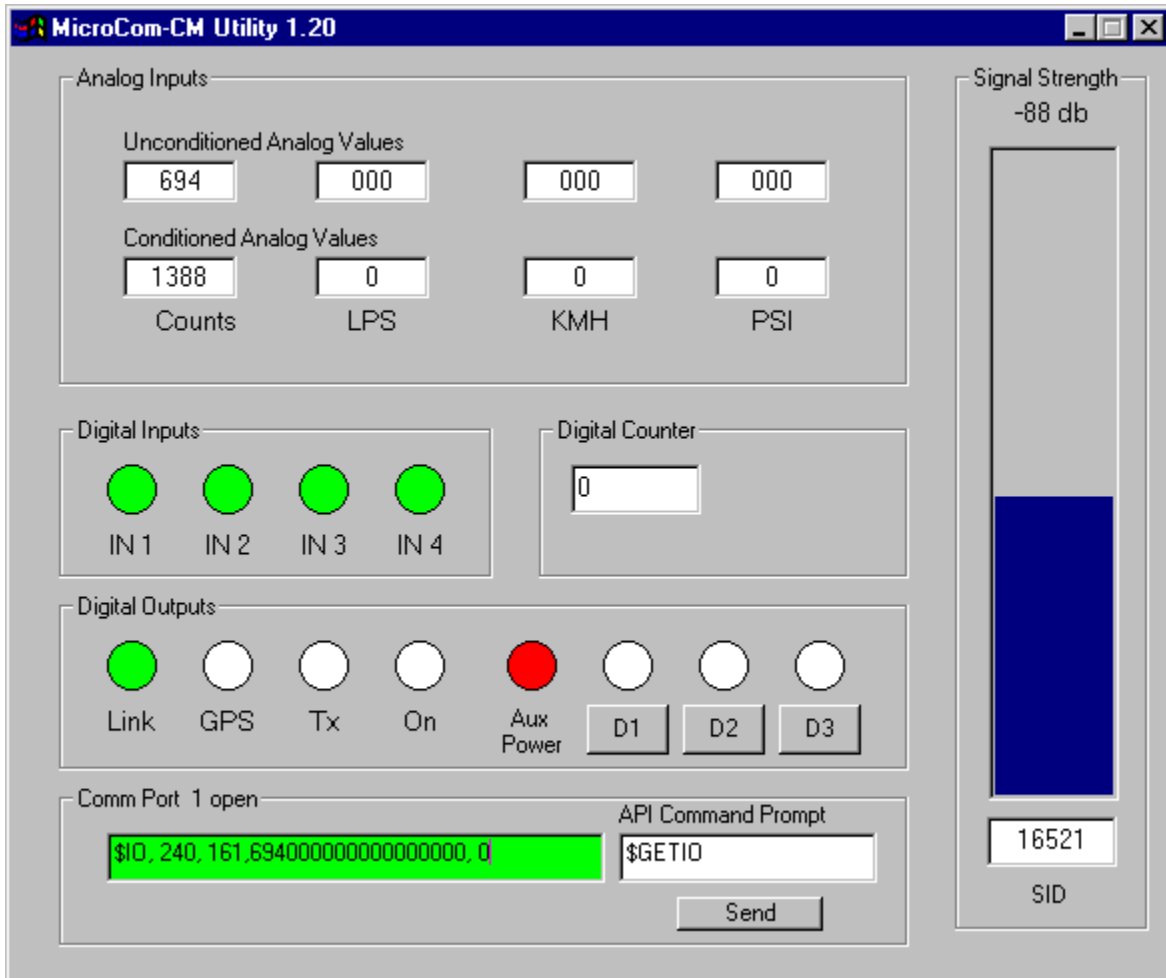 MicroCom-CM Utility 1.20
Analog Inputs
Unconditioned Analog Values
694 000 000 000
Conditioned Analog Values
1388 0 0 0
Counts LPS KMH PSI
Signal Strength
-88 db
Digital Inputs
IN 1 IN 2 IN 3 IN 4
Digital Counter
0
Digital Outputs
Link GPS Tx On Aux Power D1 D2 D3
Comm Port 1 open
$IO, 240, 161,694000000000000000, 0
API Command Prompt
$GETIO
Send
16521
SID